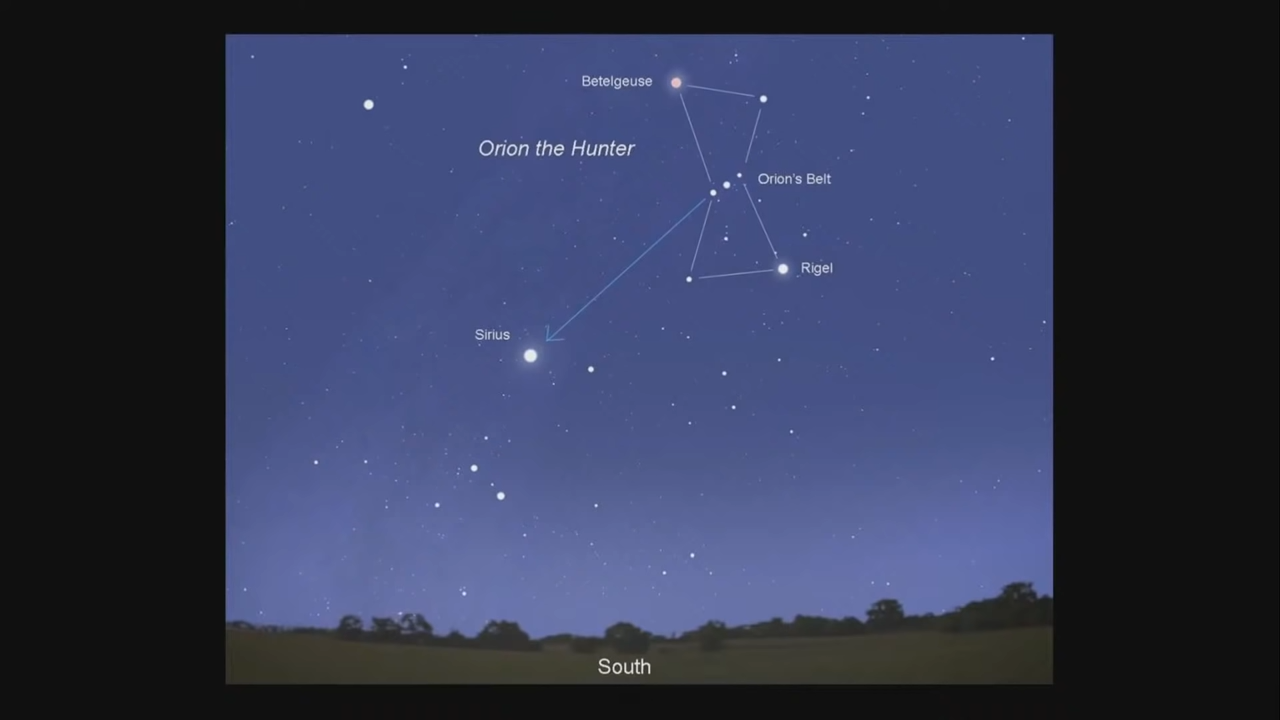 Betelgeuse
Orion the Hunter
Orion's Belt
Rigel
Sirius
South